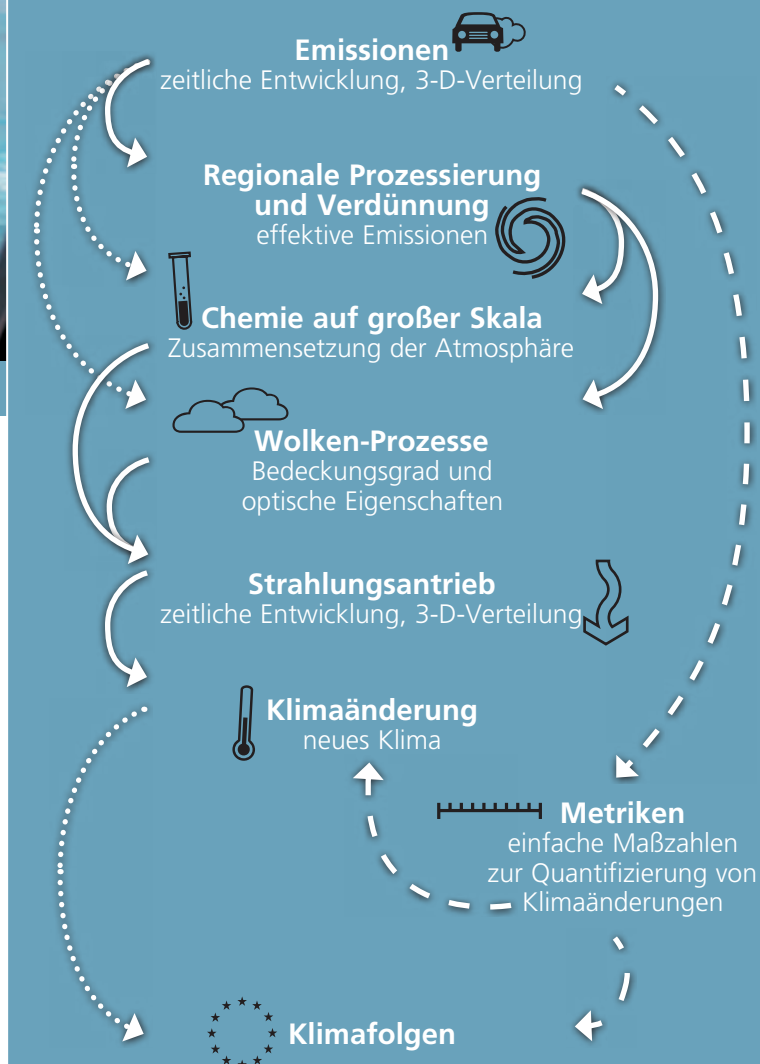 Emissionen
zeitliche Entwicklung, 3-D-Verteilung
Regionale Prozessierung
und Verdünnung
effektive Emissionen
Chemie auf großer Skala
Zusammensetzung der Atmosphäre
Wolken-Prozesse
Bedeckungsgrad und
optische Eigenschaften
Strahlungsantrieb
zeitliche Entwicklung, 3-D-Verteilung
Klimaänderung
neues Klima
Metriken
einfache Maßzahlen
zur Quantifizierung von
Klimaänderungen
Klimafolgen